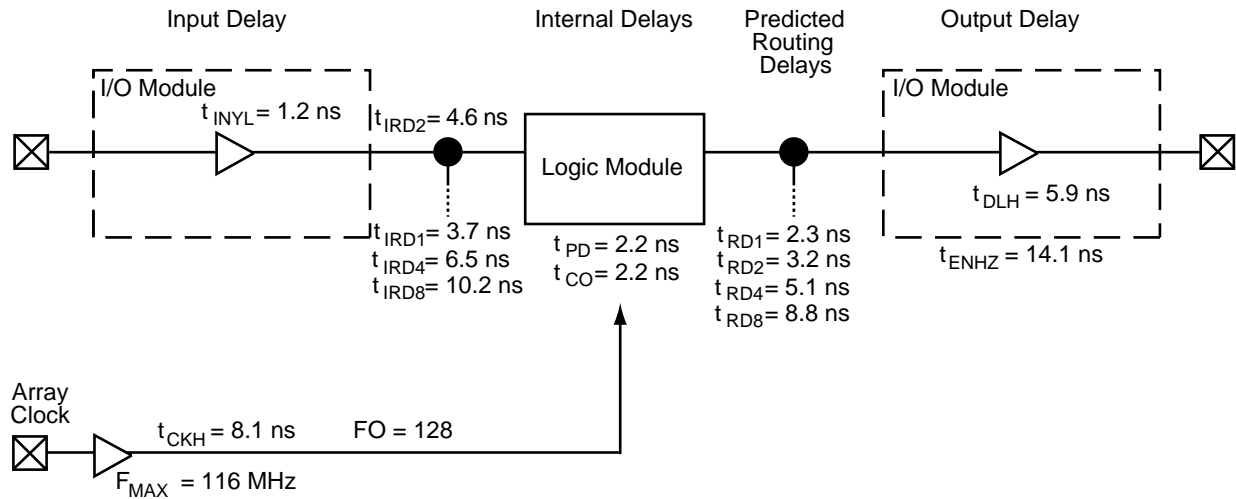 Input Delay
Internal Delays
Predicted
Routing
Delays
Output Delay
I/O Module
t INYL = 1.2 ns
t IRD2 = 4.6 ns
t IRD1 = 3.7 ns
t IRD4 = 6.5 ns
t IRD8 = 10.2 ns
Logic Module
t PD = 2.2 ns
t CO = 2.2 ns
t RD1 = 2.3 ns
t RD2 = 3.2 ns
t RD4 = 5.1 ns
t RD8 = 8.8 ns
I/O Module
t DLH = 5.9 ns
t ENHZ = 14.1 ns
Array
Clock
t CKH = 8.1 ns
FO = 128
F MAX = 116 MHz